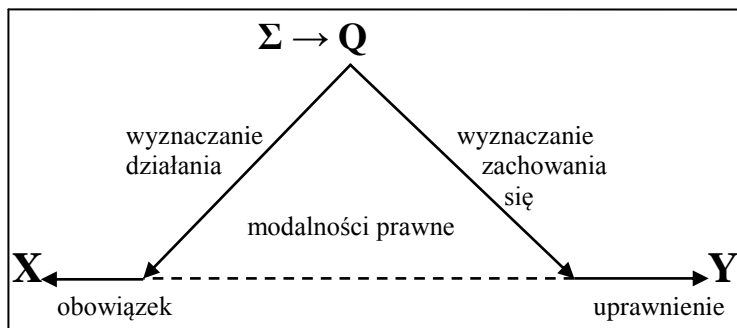 Σ → Q
wyznaczanie
działania
wyznaczanie
zachowania
się
modalności prawne
X
Y
obowiązek
uprawnienie